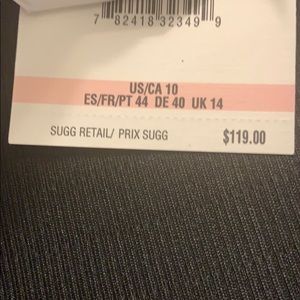 7 82418 32349 9
US/CA 10
ES/FR/PT 44 DE 40 UK 14
SUGG RETAIL/ PRIX SUGG $119.00